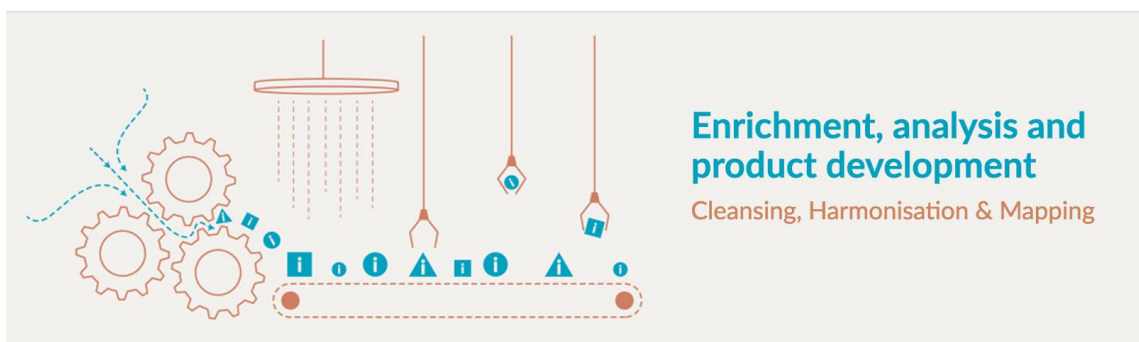 Enrichment, analysis and
product development
Cleansing, Harmonisation & Mapping
i i i
i i i i i i i i
i i